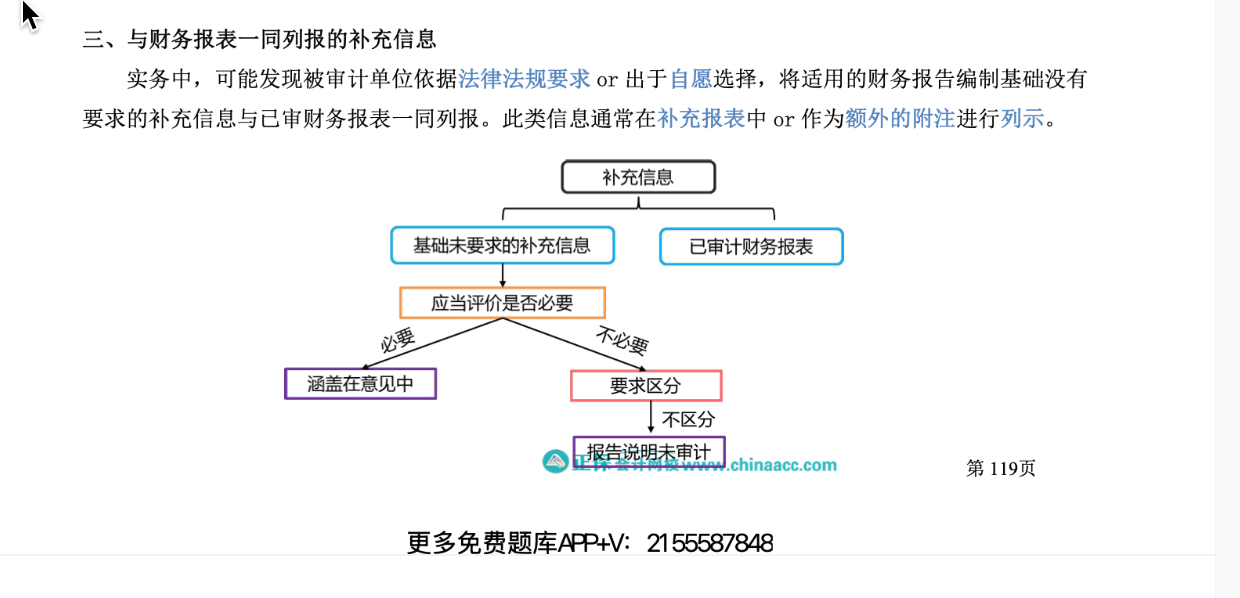 三、与财务报表一同列报的补充信息
实务中，可能发现被审计单位依据法律法规要求 or 出于自愿选择，将适用的财务报告编制基础没有
要求的补充信息与已审财务报表一同列报。此类信息通常在补充报表中 or 作为额外的附注进行列示。
补充信息
基础未要求的补充信息
已审计财务报表
应当评价是否必要
必要
不必要
涵盖在意见中
要求区分
不区分
报告说明未审计
正保会计网校 www.chinaacc.com
第 119页
更多免费题库APP+V：2155587848